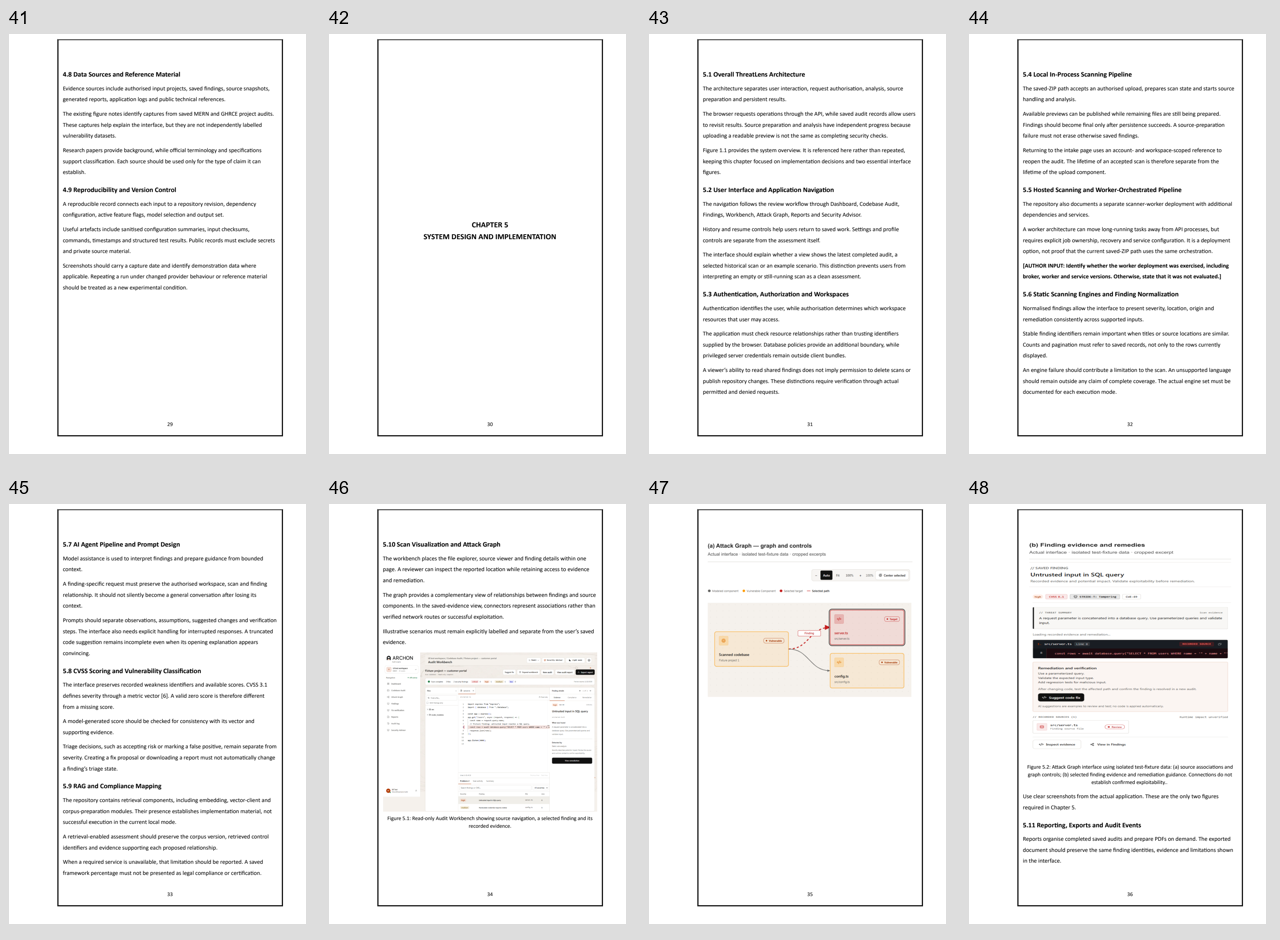 41
4.8 Data Sources and Reference Material
Evidence sources include authorised input projects, saved findings, source snapshots,
generated reports, application logs and public technical references.
The existing figure notes identify captures from saved MERN and GHRCE project audits.
These captures help explain the interface, but they are not independently labelled
vulnerability datasets.
Research papers provide background, while official terminology and specifications
support classification. Each source should be used only for the type of claim it can
establish.
4.9 Reproducibility and Version Control
A reproducible record connects each input to a repository revision, dependency
configuration, active feature flags, model selection and output set.
Useful artefacts include sanitised configuration summaries, input checksums,
commands, timestamps and structured test results. Public records must exclude secrets
and private source material.
Screenshots should carry a capture date and identify demonstration data where
applicable. Repeating a run under changed provider behaviour or reference material
should be treated as a new experimental condition.
29
42
CHAPTER 5
SYSTEM DESIGN AND IMPLEMENTATION
30
43
5.1 Overall ThreatLens Architecture
The architecture separates user interaction, request authorisation, analysis, source
preparation and persistent results.
The browser requests operations through the API, while saved audit records allow users
to revisit results. Source preparation and analysis have independent progress because
uploading a readable preview is not the same as completing security checks.
Figure 1.1 provides the system overview. It is referenced here rather than repeated,
keeping this chapter focused on implementation decisions and two essential interface
figures.
5.2 User Interface and Application Navigation
The navigation follows the review workflow through Dashboard, Codebase Audit,
Findings, Workbench, Attack Graph, Reports and Security Advisor.
History and resume controls help users return to saved work. Settings and profile
controls are separate from the assessment itself.
The interface should explain whether a view shows the latest completed audit, a
selected historical scan or an example scenario. This distinction prevents users from
interpreting an empty or still-running scan as a clean assessment.
5.3 Authentication, Authorization and Workspaces
Authentication identifies the user, while authorisation determines which workspace
resources that user may access.
The application must check resource relationships rather than trusting identifiers
supplied by the browser. Database policies provide an additional boundary, while
privileged server credentials remain outside client bundles.
A viewer's ability to read shared findings does not imply permission to delete scans or
publish repository changes. These distinctions require verification through actual
permitted and denied requests.
31
44
5.4 Local In-Process Scanning Pipeline
The saved-ZIP path accepts an authorised upload, prepares scan state and starts source
handling and analysis.
Available previews can be published while remaining files are still being prepared.
Findings should become final only after persistence succeeds. A source-preparation
failure must not erase otherwise saved findings.
Returning to the intake page uses an account- and workspace-scoped reference to
reopen the audit. The lifetime of an accepted scan is therefore separate from the
lifetime of the upload component.
5.5 Hosted Scanning and Worker-Orchestrated Pipeline
The repository also documents a separate scanner-worker deployment with additional
dependencies and services.
A worker architecture can move long-running tasks away from API processes, but
requires explicit job ownership, recovery and service configuration. It is a deployment
option, not proof that the current saved-ZIP path uses the same orchestration.
[AUTHOR INPUT: Identify whether the worker deployment was exercised, including
broker, worker and service versions. Otherwise, state that it was not evaluated.]
5.6 Static Scanning Engines and Finding Normalization
Normalised findings allow the interface to present severity, location, origin and
remediation consistently across supported inputs.
Stable finding identifiers remain important when titles or source locations are similar.
Counts and pagination must refer to saved records, not only to the rows currently
displayed.
An engine failure should contribute a limitation to the scan. An unsupported language
should remain outside any claim of complete coverage. The actual engine set must be
documented for each execution mode.
32
45
5.7 AI Agent Pipeline and Prompt Design
Model assistance is used to interpret findings and prepare guidance from bounded
context.
A finding-specific request must preserve the authorised workspace, scan and finding
relationship. It should not silently become a general conversation after losing its
context.
Prompts should separate observations, assumptions, suggested changes and verification
steps. The interface also needs explicit handling for interrupted responses. A truncated
code suggestion remains incomplete even when its opening explanation appears
convincing.
5.8 CVSS Scoring and Vulnerability Classification
The interface preserves recorded weakness identifiers and available scores. CVSS 3.1
defines severity through a metric vector [6]. A valid zero score is therefore different
from a missing score.
A model-generated score should be checked for consistency with its vector and
supporting evidence.
Triage decisions, such as accepting risk or marking a false positive, remain separate from
severity. Creating a fix proposal or downloading a report must not automatically change
a finding's triage state.
5.9 RAG and Compliance Mapping
The repository contains retrieval components, including embedding, vector-client and
corpus-preparation modules. Their presence establishes implementation material, not
successful execution in the current local mode.
A retrieval-enabled assessment should preserve the corpus version, retrieved control
identifiers and evidence supporting each proposed relationship.
When a required service is unavailable, that limitation should be reported. A saved
framework percentage must not be presented as legal compliance or certification.
33
46
5.10 Scan Visualization and Attack Graph
The workbench places the file explorer, source viewer and finding details within one
page. A reviewer can inspect the reported location while retaining access to evidence
and remediation.
The graph provides a complementary view of relationships between findings and source
components. In the saved-evidence view, connectors represent associations rather than
verified network routes or successful exploitation.
Illustrative scenarios must remain explicitly labelled and separate from the user's saved
evidence.
ARCHON
Audit Workbench
Untrusted input in SQL query
Figure 5.1: Read-only Audit Workbench showing source navigation, a selected finding and its
recorded evidence.
34
47
(a) Attack Graph — graph and controls
Actual interface · isolated test-fixture data · cropped excerpts
Auto
Center selected
Finding
Scanned codebase
server.ts
config.ts
35
48
(b) Finding evidence and remedies
Actual interface · isolated test-fixture data · cropped excerpt
// SAVED FINDING
Untrusted input in SQL query
Recorded evidence and potential impact. Validate exploitability before remediation.
A request parameter is concatenated into a database query. Use parameterized queries and validate
input.
Remediation and verification
Use a parameterized query.
Validate the expected input type.
Add regression tests for malicious input.
Suggest code fix
src/server.ts
Inspect evidence
View in Findings
Figure 5.2: Attack Graph interface using isolated test-fixture data: (a) source associations and
graph controls; (b) selected finding evidence and remediation guidance. Connections do not
establish confirmed exploitability.
Use clear screenshots from the actual application. These are the only two figures
required in Chapter 5.
5.11 Reporting, Exports and Audit Events
Reports organise completed saved audits and prepare PDFs on demand. The exported
document should preserve the same finding identities, evidence and limitations shown
in the interface.
36